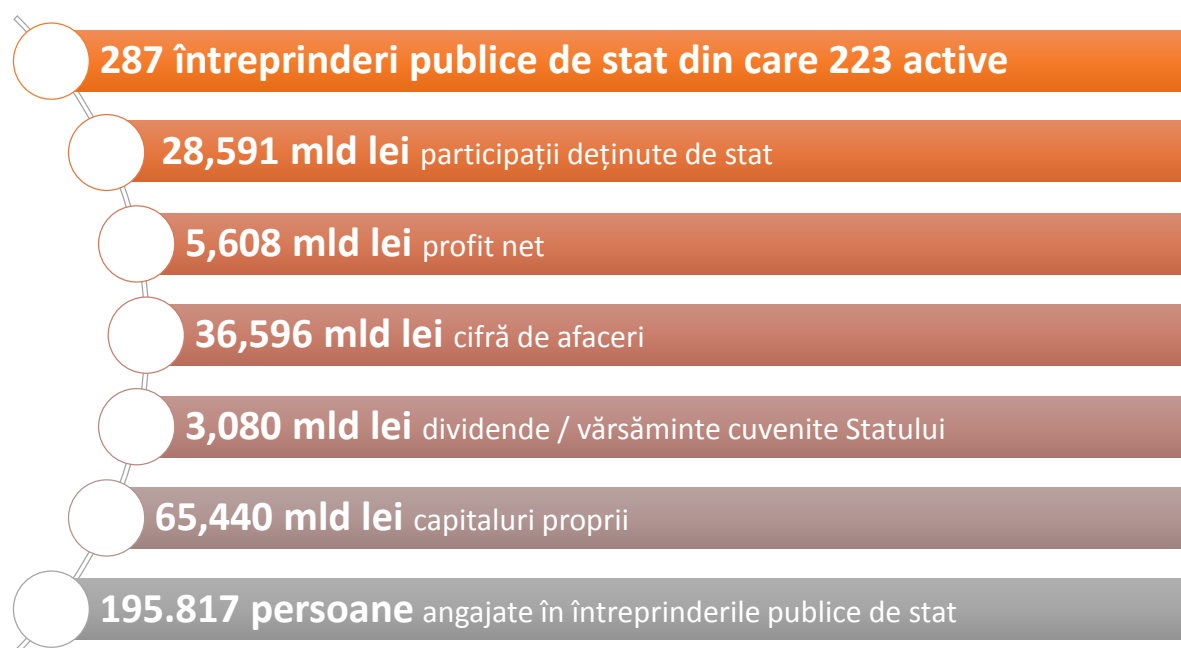 287 întreprinderi publice de stat din care 223 active
28,591 mld lei participații deținute de stat
5,608 mld lei profit net
36,596 mld lei cifră de afaceri
3,080 mld lei dividende / vărsăminte cuvenite Statului
65,440 mld lei capitaluri proprii
195.817 persoane angajate în întreprinderile publice de stat